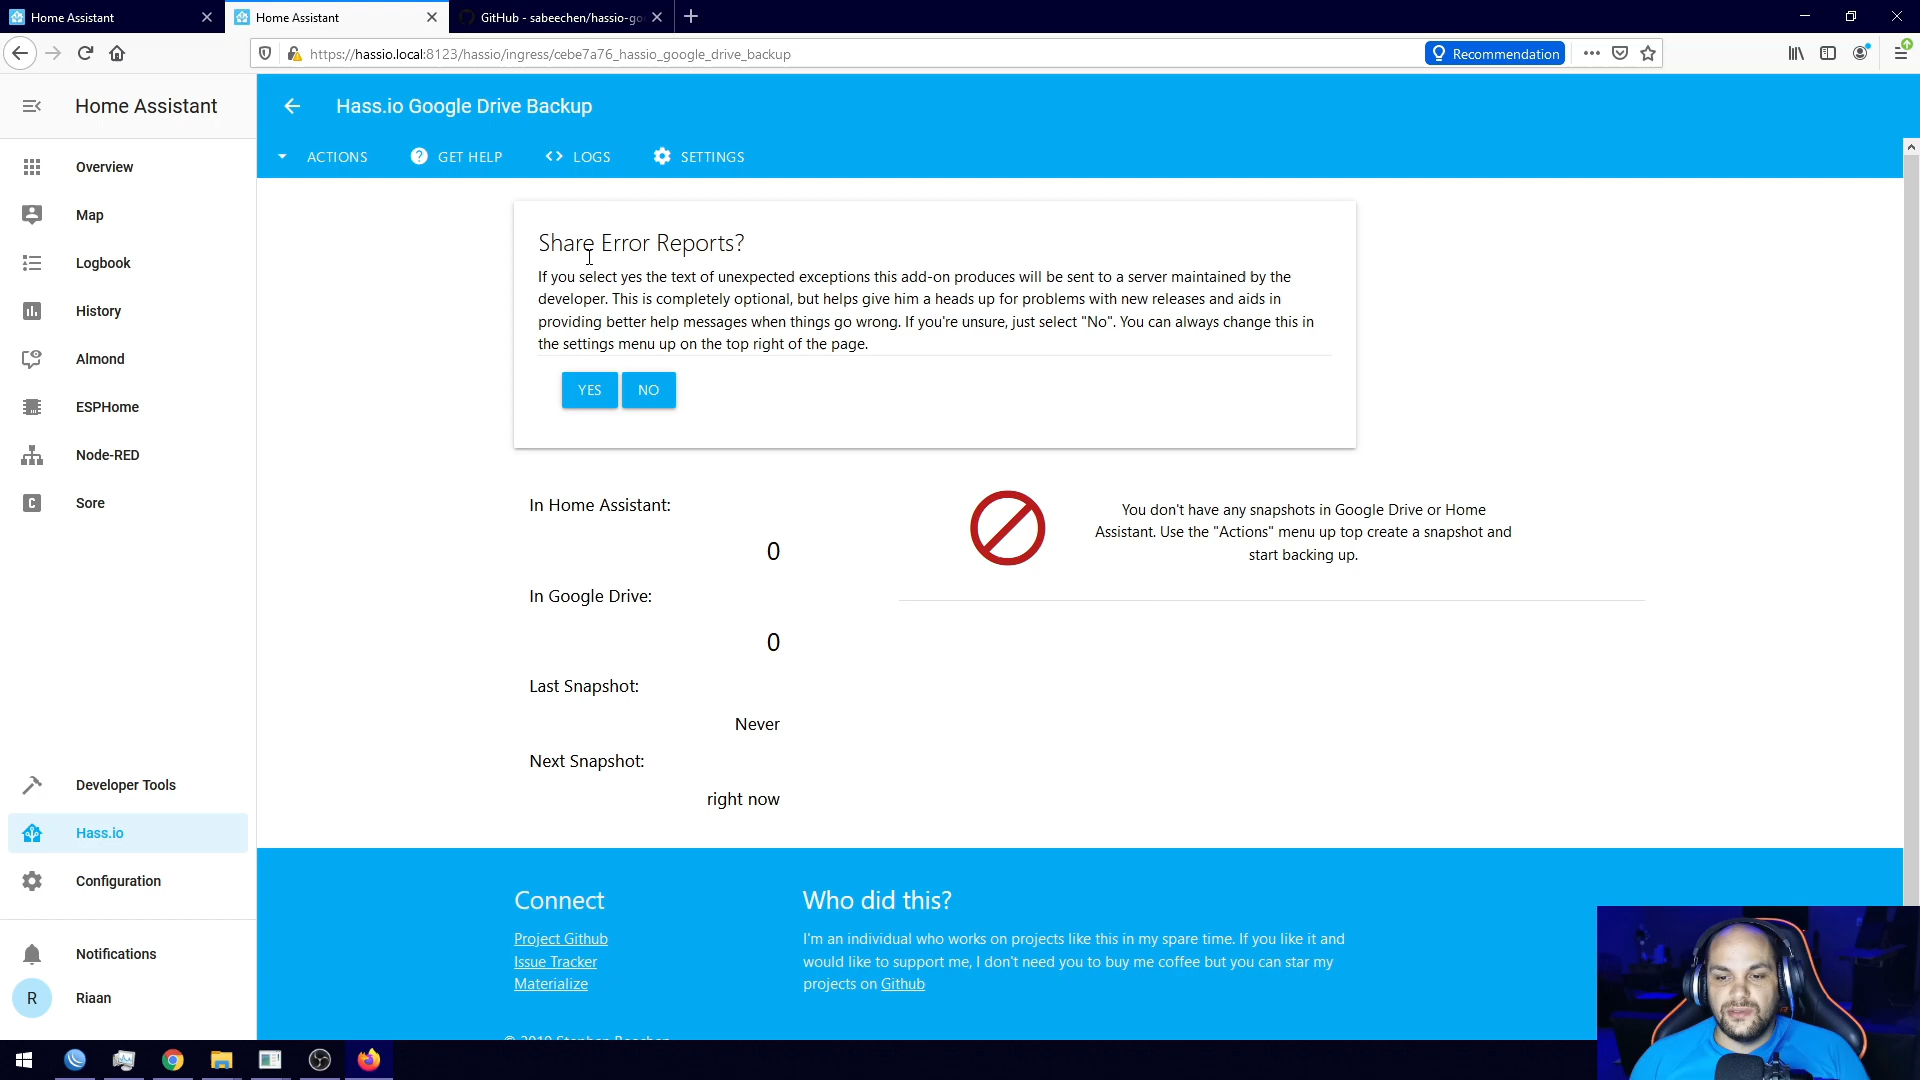 Home Assistant
Home Assistant
GitHub - sabeechen/hassio-go
https://hassio.local:8123/hassio/ingress/cebe7a76_hassio_google_drive_backup
Recommendation
Home Assistant
Hass.io Google Drive Backup
ACTIONS
GET HELP
LOGS
SETTINGS
Overview
Map
Logbook
History
Almond
ESPHome
Node-RED
C
Sore
Developer Tools
Hass.io
Configuration
Notifications
R
Riaan
Share Error Reports?
If you select yes the text of unexpected exceptions this add-on produces will be sent to a server maintained by the
developer. This is completely optional, but helps give him a heads up for problems with new releases and aids in
providing better help messages when things go wrong. If you're unsure, just select "No". You can always change this in
the settings menu up on the top right of the page.
YES
NO
In Home Assistant:
0
In Google Drive:
0
Last Snapshot:
Never
Next Snapshot:
right now
You don't have any snapshots in Google Drive or Home
Assistant. Use the "Actions" menu up top create a snapshot and
start backing up.
Connect
Project Github
Issue Tracker
Materialize
Who did this?
I'm an individual who works on projects like this in my spare time. If you like it and
would like to support me, I don't need you to buy me coffee but you can star my
projects on Github